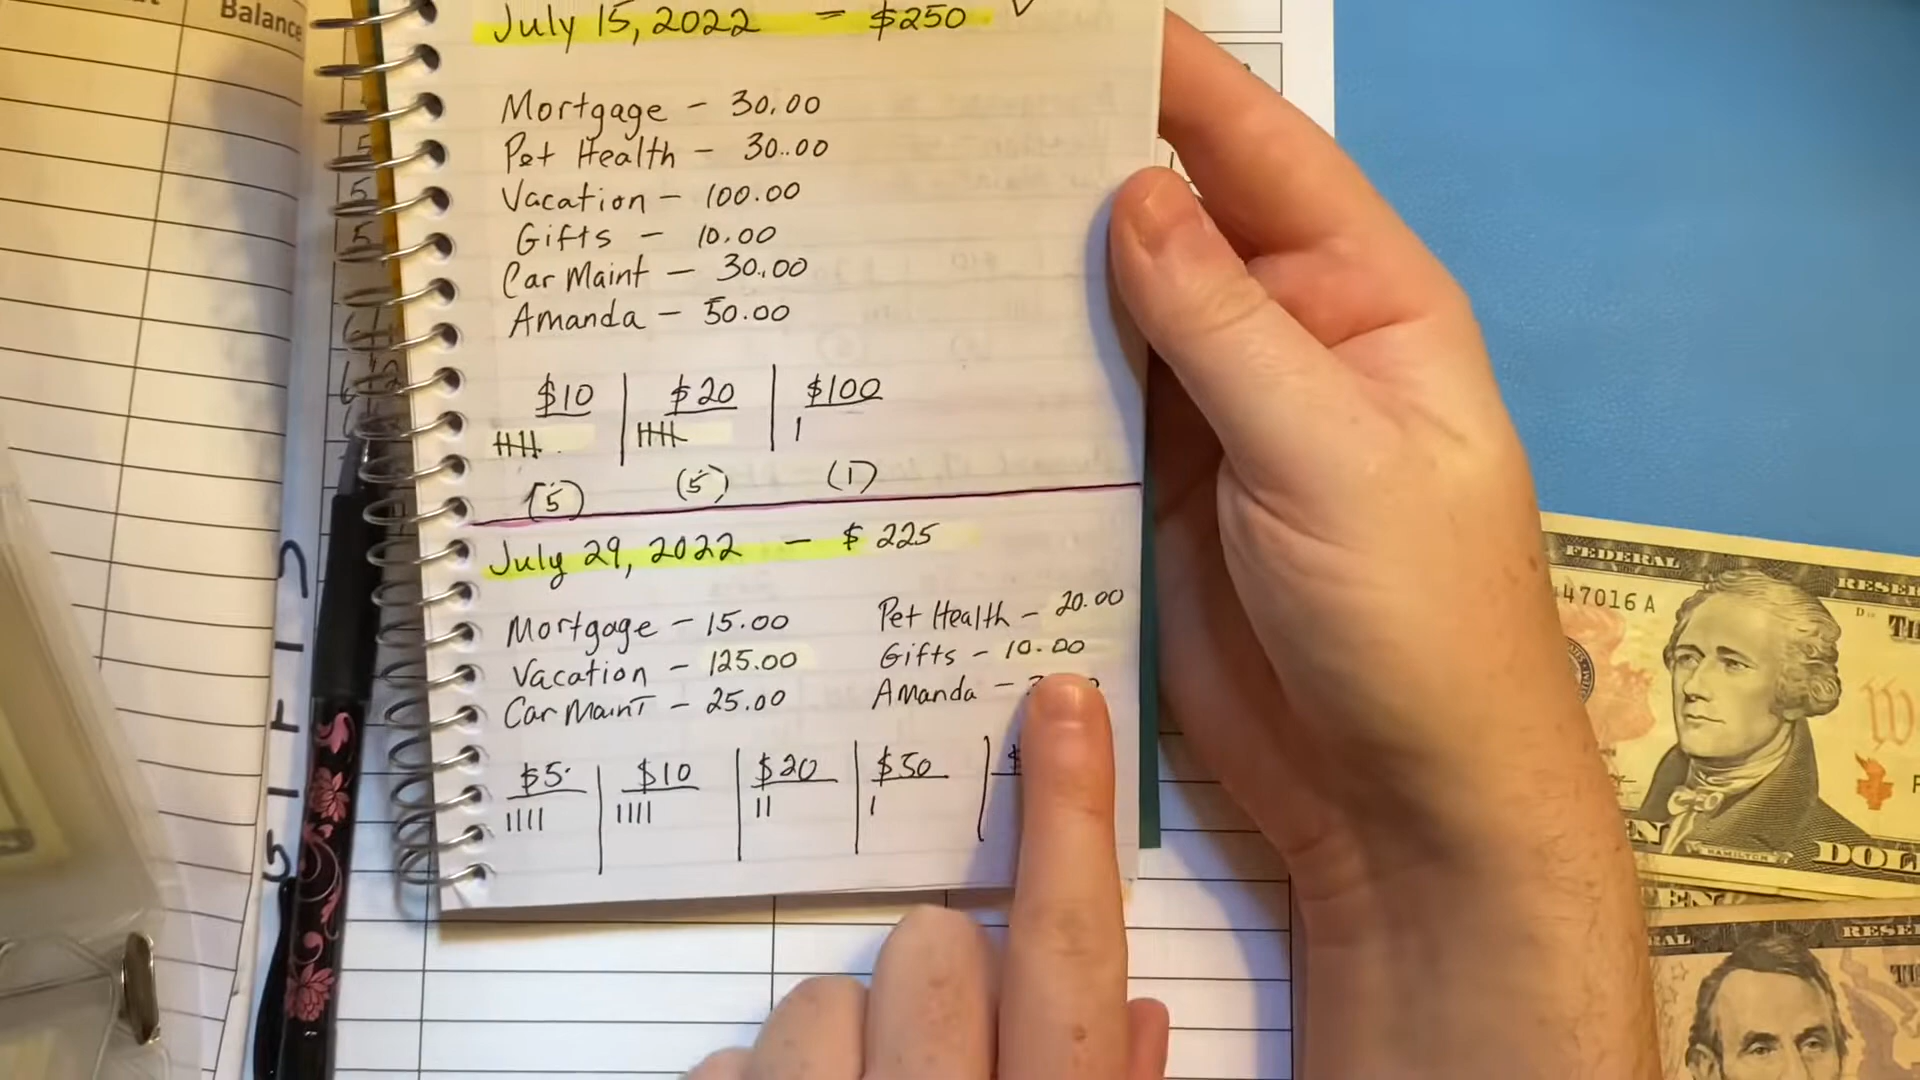 Balance
July 15, 2022 - $250
Mortgage - 30.00
Pet Health - 30.00
Vacation - 100.00
Gifts - 10.00
Car Maint - 30.00
Amanda - 50.00
$10 $20 $100
(5) (5) (1)
July 29, 2022 - $225
Mortgage - 15.00 Pet Health - 20.00
Vacation - 125.00 Gifts - 10.00
Car Maint - 25.00 Amanda -
$5 $10 $20 $50 $
GIFTS
FEDERAL RESE
47016 A
HAMILTON